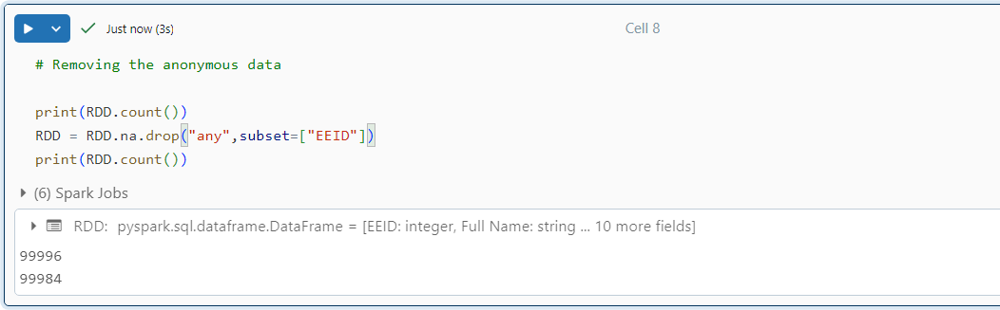 Just now (3s)
Cell 8
# Removing the anonymous data
print(RDD.count())
RDD = RDD.na.drop("any",subset=["EEID"])
print(RDD.count())
(6) Spark Jobs
RDD: pyspark.sql.dataframe.DataFrame = [EEID: integer, Full Name: string ... 10 more fields]
99996
99984